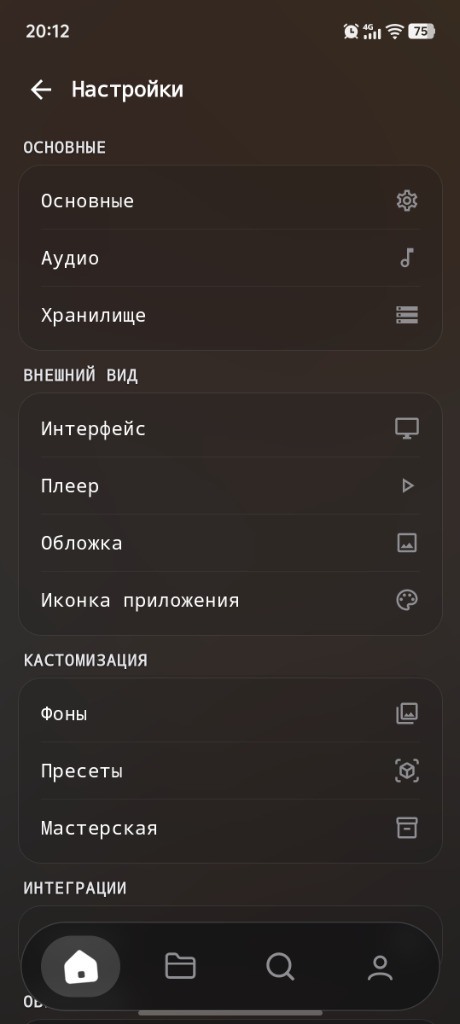 20:12
4G
75
Настройки
ОСНОВНЫЕ
Основные
Аудио
Хранилище
ВНЕШНИЙ ВИД
Интерфейс
Плеер
Обложка
Иконка приложения
КАСТОМИЗАЦИЯ
Фоны
Пресеты
Мастерская
ИНТЕГРАЦИИ